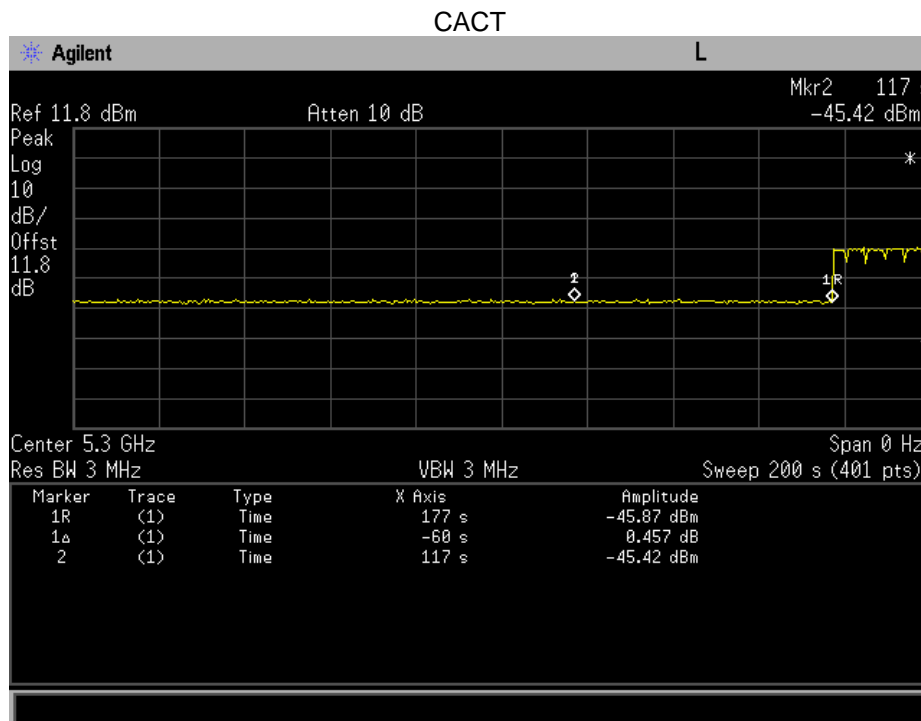 CACT
Agilent L
Mkr2 117
Ref 11.8 dBm Atten 10 dB -45.42 dBm
Peak
Log
10
dB/
Offst
11.8
dB
2
1R
Center 5.3 GHz Span 0 Hz
Res BW 3 MHz VBW 3 MHz Sweep 200 s (401 pts)
Marker Trace Type X Axis Amplitude
1R (1) Time 177 s -45.87 dBm
1Δ (1) Time -60 s 0.457 dB
2 (1) Time 117 s -45.42 dBm